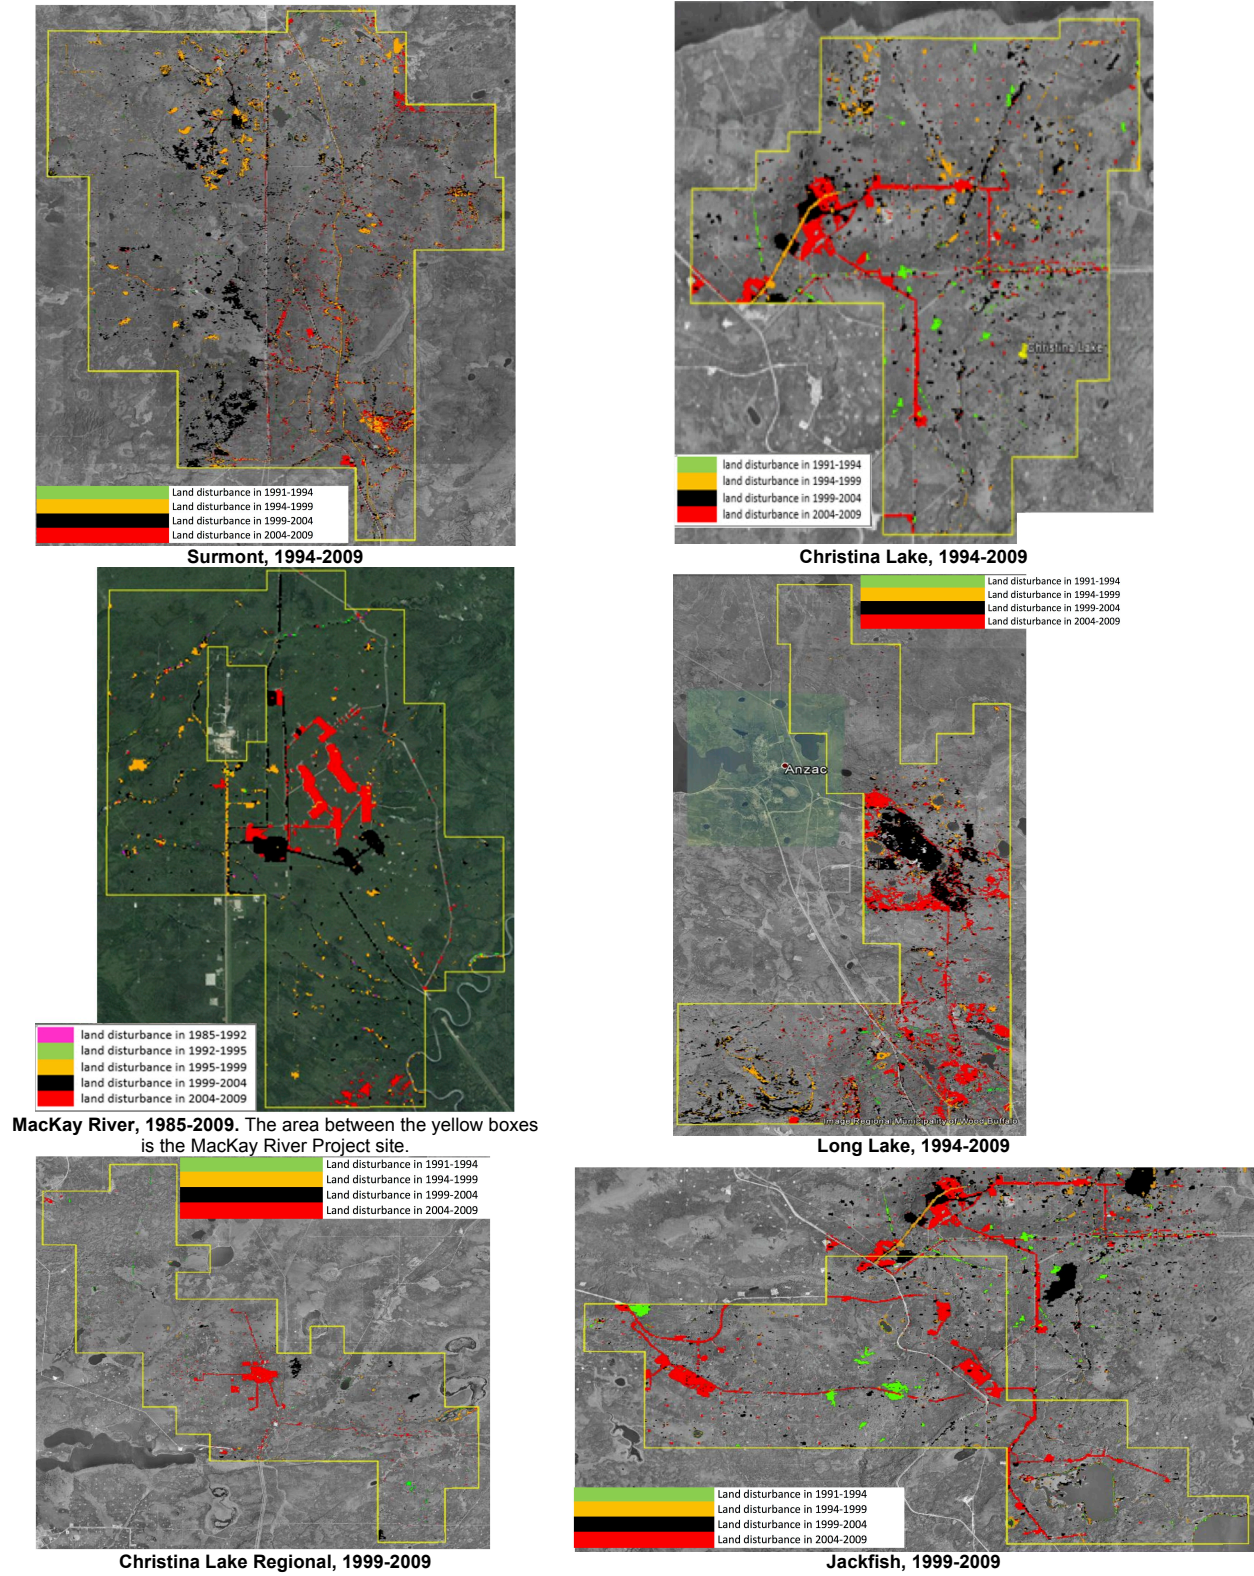 Land disturbance in 1991-1994
Land disturbance in 1994-1999
Land disturbance in 1999-2004
Land disturbance in 2004-2009
Surmont, 1994-2009
Christina Lake
land disturbance in 1991-1994
land disturbance in 1994-1999
land disturbance in 1999-2004
land disturbance in 2004-2009
Christina Lake, 1994-2009
land disturbance in 1985-1992
land disturbance in 1992-1995
land disturbance in 1995-1999
land disturbance in 1999-2004
land disturbance in 2004-2009
MacKay River, 1985-2009. The area between the yellow boxes
is the MacKay River Project site.
Land disturbance in 1991-1994
Land disturbance in 1994-1999
Land disturbance in 1999-2004
Land disturbance in 2004-2009
Anzac
Image Regional Municipality of Wood Buffalo
Long Lake, 1994-2009
Land disturbance in 1991-1994
Land disturbance in 1994-1999
Land disturbance in 1999-2004
Land disturbance in 2004-2009
Christina Lake Regional, 1999-2009
Land disturbance in 1991-1994
Land disturbance in 1994-1999
Land disturbance in 1999-2004
Land disturbance in 2004-2009
Jackfish, 1999-2009